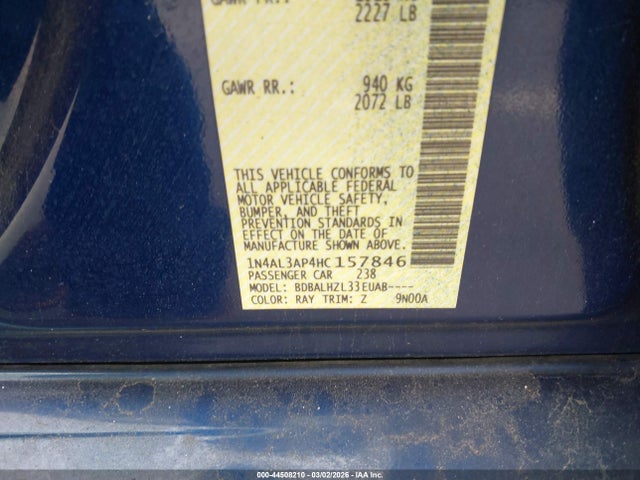 2227 LB
GAWR RR.: 940 KG
2072 LB
THIS VEHICLE CONFORMS TO
ALL APPLICABLE FEDERAL
MOTOR VEHICLE SAFETY,
BUMPER, AND THEFT
PREVENTION STANDARDS IN
EFFECT ON THE DATE OF
MANUFACTURE SHOWN ABOVE.
1N4AL3AP4HC157846
PASSENGER CAR 238
MODEL: BDBALHZL33EUAB----
COLOR: RAY TRIM: Z 9N00A
000-44508210 - 03/02/2026 - IAAI.COM